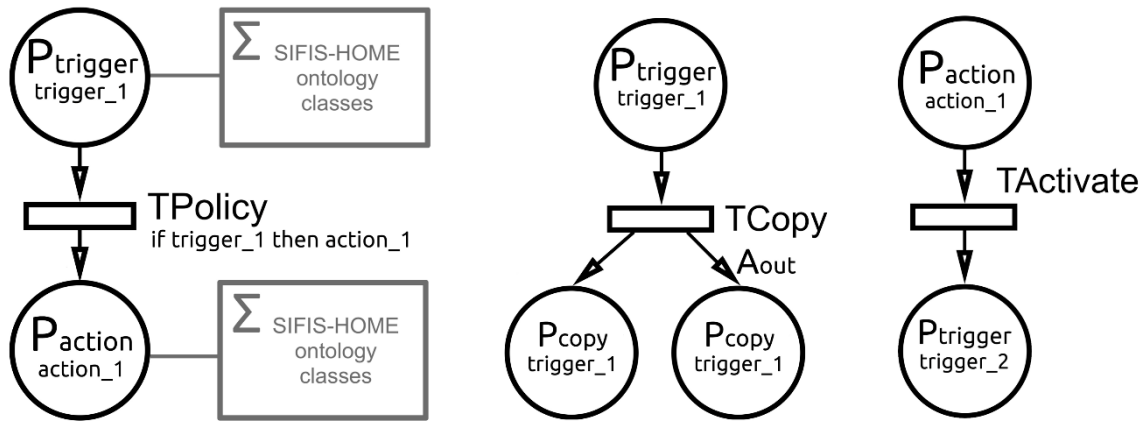 Ptrigger
trigger_1
Σ SIFIS-HOME
ontology
classes
TPolicy
if trigger_1 then action_1
Paction
action_1
Σ SIFIS-HOME
ontology
classes
Ptrigger
trigger_1
TCopy
Aout
Pcopy
trigger_1
Pcopy
trigger_1
Paction
action_1
TActivate
Ptrigger
trigger_2